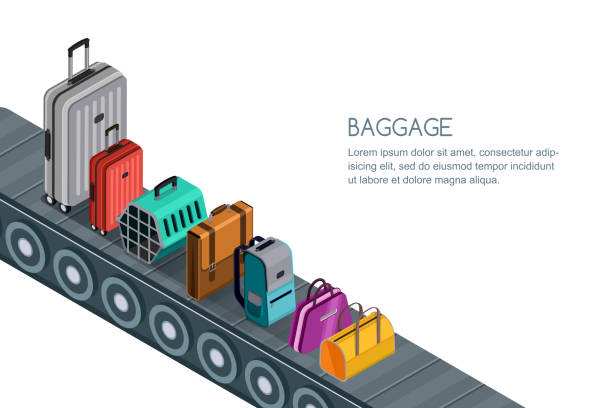 BAGGAGE
Lorem ipsum dolor sit amet, consectetur adip-
isicing elit, sed do eiusmod tempor incididunt
ut labore et dolore magna aliqua.